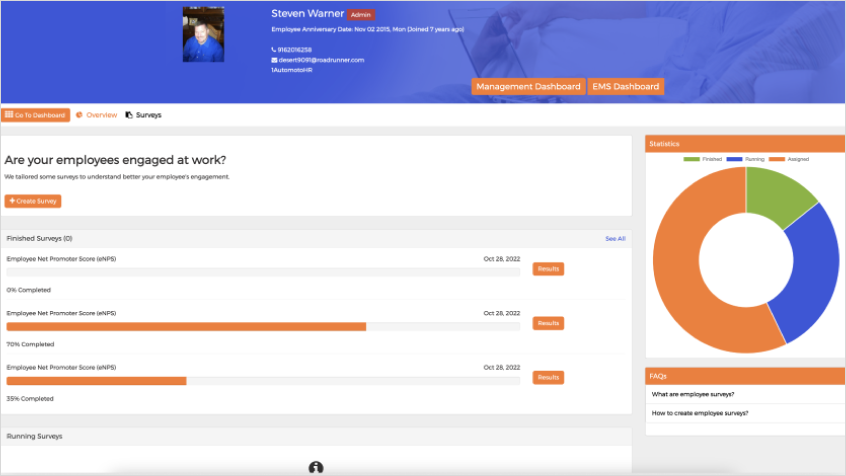 Steven Warner Admin
Employee Anniversary Date: Nov 02 2015, Mon (Joined 7 years ago)
9162016258
desert9091@roadrunner.com
1AutomotoHR
Management Dashboard EMS Dashboard
Go To Dashboard Overview Surveys
Are your employees engaged at work?
We tailored some surveys to understand better your employee's engagement.
Create Survey
Finished Surveys (0) See All
Employee Net Promoter Score (eNPS) Oct 28, 2022
Results
0% Completed
Employee Net Promoter Score (eNPS) Oct 28, 2022
Results
70% Completed
Employee Net Promoter Score (eNPS) Oct 28, 2022
Results
35% Completed
Running Surveys
Statistics
Finished Running Assigned
FAQs
What are employee surveys?
How to create employee surveys?